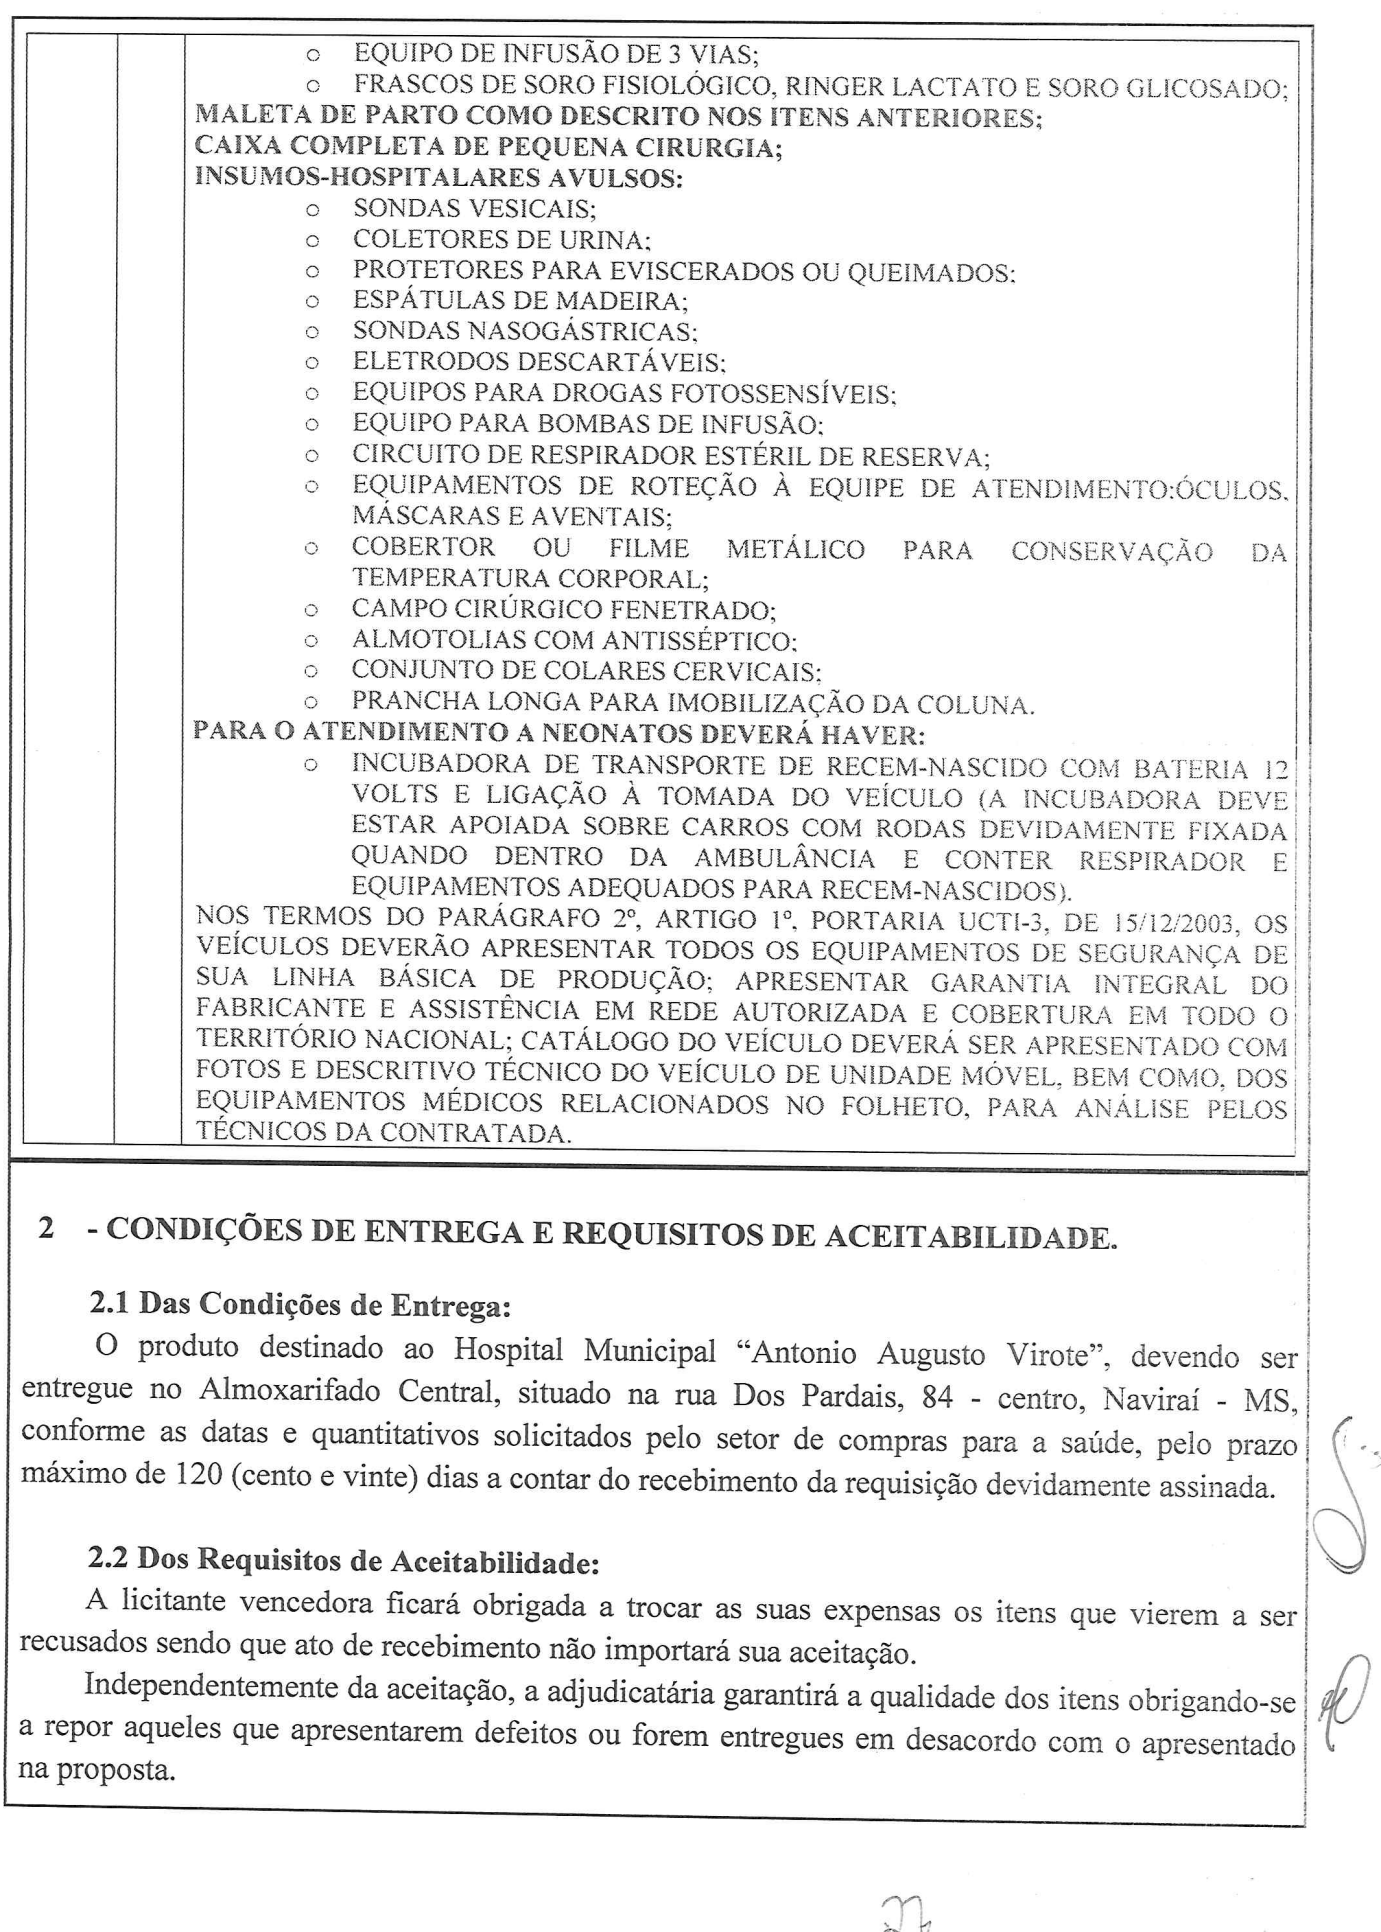 ○ EQUIPO DE INFUSÃO DE 3 VIAS;
○ FRASCOS DE SORO FISIOLÓGICO, RINGER LACTATO E SORO GLICOSADO;
MALETA DE PARTO COMO DESCRITO NOS ITENS ANTERIORES;
CAIXA COMPLETA DE PEQUENA CIRURGIA;
INSUMOS-HOSPITALARES AVULSOS:
○ SONDAS VESICAIS;
○ COLETORES DE URINA;
○ PROTETORES PARA EVISCERADOS OU QUEIMADOS;
○ ESPÁTULAS DE MADEIRA;
○ SONDAS NASOGÁSTRICAS;
○ ELETRODOS DESCARTÁVEIS;
○ EQUIPOS PARA DROGAS FOTOSSENSÍVEIS;
○ EQUIPO PARA BOMBAS DE INFUSÃO;
○ CIRCUITO DE RESPIRADOR ESTÉRIL DE RESERVA;
○ EQUIPAMENTOS DE ROTEÇÃO À EQUIPE DE ATENDIMENTO:ÓCULOS,
MÁSCARAS E AVENTAIS;
○ COBERTOR OU FILME METÁLICO PARA CONSERVAÇÃO DA
TEMPERATURA CORPORAL;
○ CAMPO CIRÚRGICO FENETRADO;
○ ALMOTOLIAS COM ANTISSÉPTICO;
○ CONJUNTO DE COLARES CERVICAIS;
○ PRANCHA LONGA PARA IMOBILIZAÇÃO DA COLUNA.
PARA O ATENDIMENTO A NEONATOS DEVERÁ HAVER:
○ INCUBADORA DE TRANSPORTE DE RECEM-NASCIDO COM BATERIA 12
VOLTS E LIGAÇÃO À TOMADA DO VEÍCULO (A INCUBADORA DEVE
ESTAR APOIADA SOBRE CARROS COM RODAS DEVIDAMENTE FIXADA
QUANDO DENTRO DA AMBULÂNCIA E CONTER RESPIRADOR E
EQUIPAMENTOS ADEQUADOS PARA RECEM-NASCIDOS).
NOS TERMOS DO PARÁGRAFO 2º, ARTIGO 1º, PORTARIA UCTI-3, DE 15/12/2003, OS
VEÍCULOS DEVERÃO APRESENTAR TODOS OS EQUIPAMENTOS DE SEGURANÇA DE
SUA LINHA BÁSICA DE PRODUÇÃO; APRESENTAR GARANTIA INTEGRAL DO
FABRICANTE E ASSISTÊNCIA EM REDE AUTORIZADA E COBERTURA EM TODO O
TERRITÓRIO NACIONAL; CATÁLOGO DO VEÍCULO DEVERÁ SER APRESENTADO COM
FOTOS E DESCRITIVO TÉCNICO DO VEÍCULO DE UNIDADE MÓVEL, BEM COMO, DOS
EQUIPAMENTOS MÉDICOS RELACIONADOS NO FOLHETO, PARA ANÁLISE PELOS
TÉCNICOS DA CONTRATADA.
2 - CONDIÇÕES DE ENTREGA E REQUISITOS DE ACEITABILIDADE.
2.1 Das Condições de Entrega:
O produto destinado ao Hospital Municipal “Antonio Augusto Virote”, devendo ser
entregue no Almoxarifado Central, situado na rua Dos Pardais, 84 - centro, Naviraí - MS,
conforme as datas e quantitativos solicitados pelo setor de compras para a saúde, pelo prazo
máximo de 120 (cento e vinte) dias a contar do recebimento da requisição devidamente assinada.
2.2 Dos Requisitos de Aceitabilidade:
A licitante vencedora ficará obrigada a trocar as suas expensas os itens que vierem a ser
recusados sendo que ato de recebimento não importará sua aceitação.
Independentemente da aceitação, a adjudicatária garantirá a qualidade dos itens obrigando-se
a repor aqueles que apresentarem defeitos ou forem entregues em desacordo com o apresentado
na proposta.